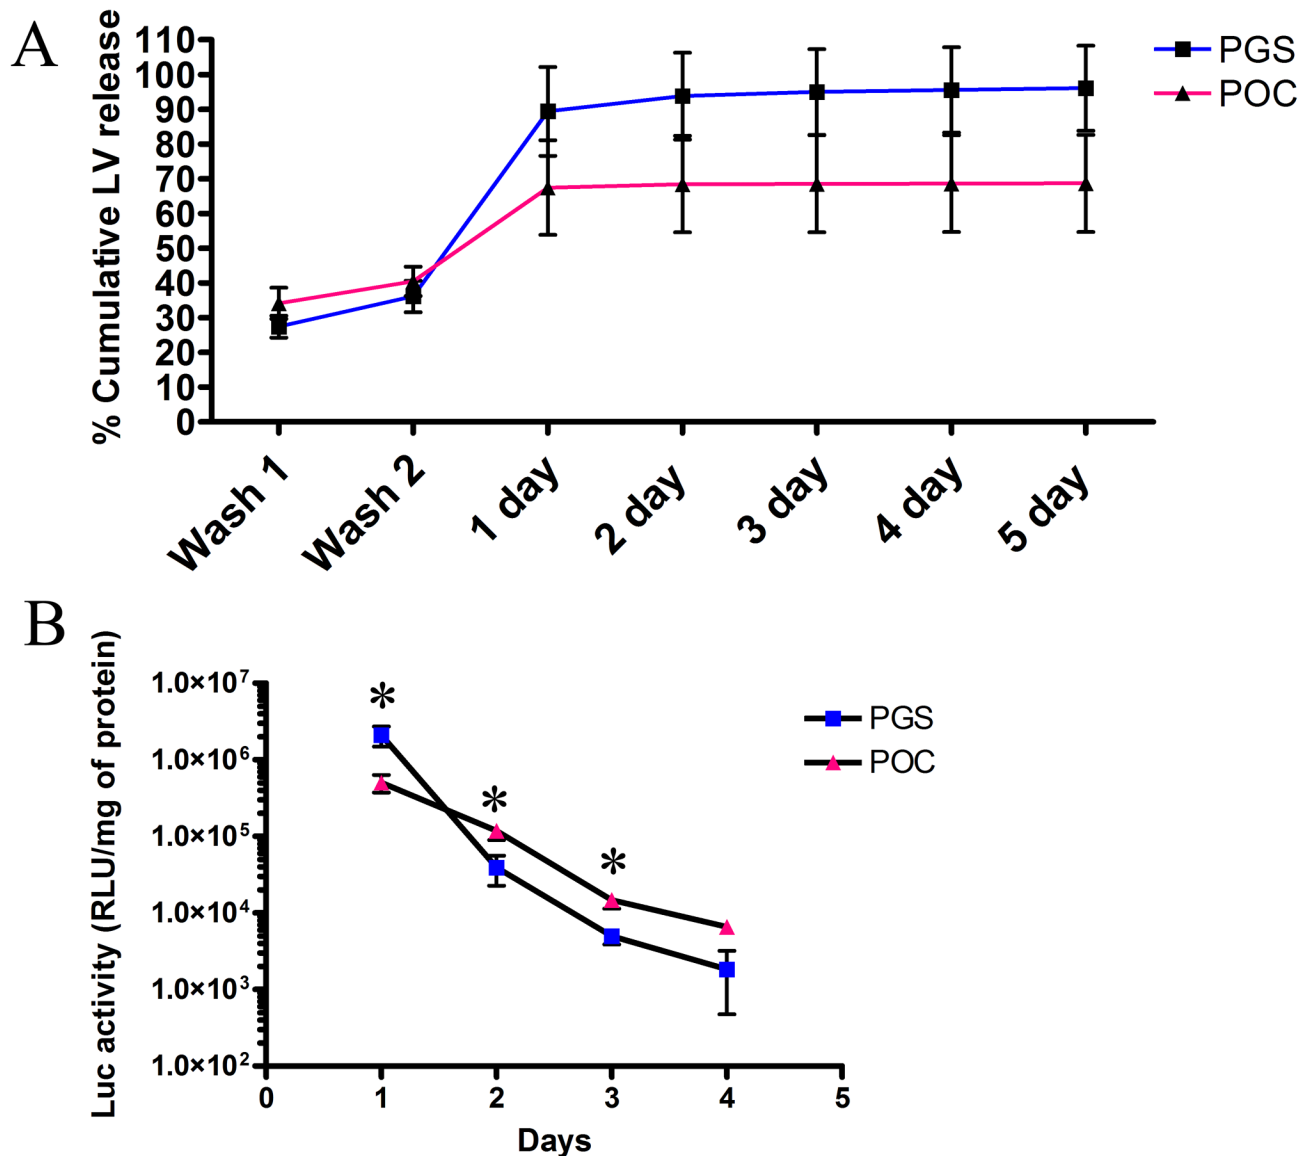 A
% Cumulative LV release
110
100
90
80
70
60
50
40
30
20
10
0
Wash 1
Wash 2
1 day
2 day
3 day
4 day
5 day
PGS
POC
B
Luc activity (RLU/mg of protein)
1.0×10⁷
1.0×10⁶
1.0×10⁵
1.0×10⁴
1.0×10³
1.0×10²
*
*
*
0 1 2 3 4 5
Days
PGS
POC